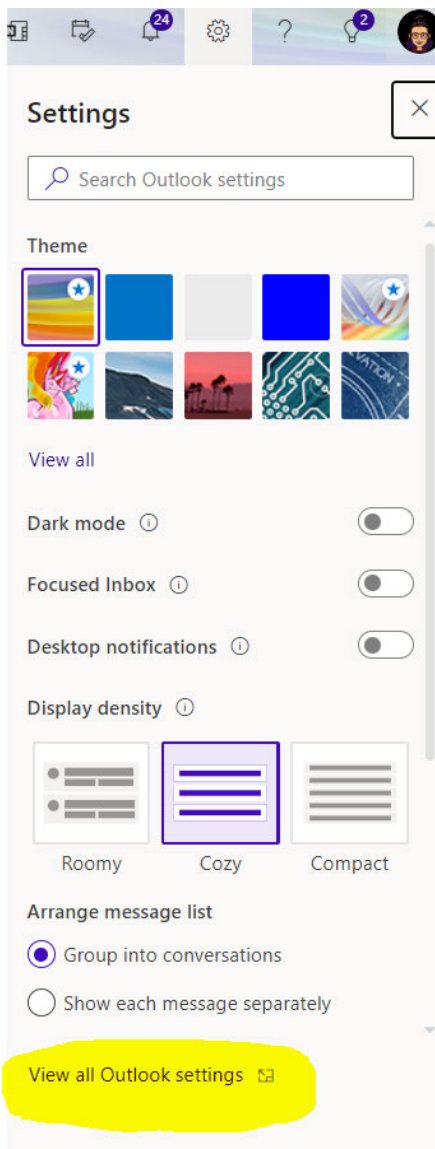 24
2
Settings
Search Outlook settings
Theme
VATION
View all
Dark mode
Focused Inbox
Desktop notifications
Display density
Roomy Cozy Compact
Arrange message list
Group into conversations
Show each message separately
View all Outlook settings